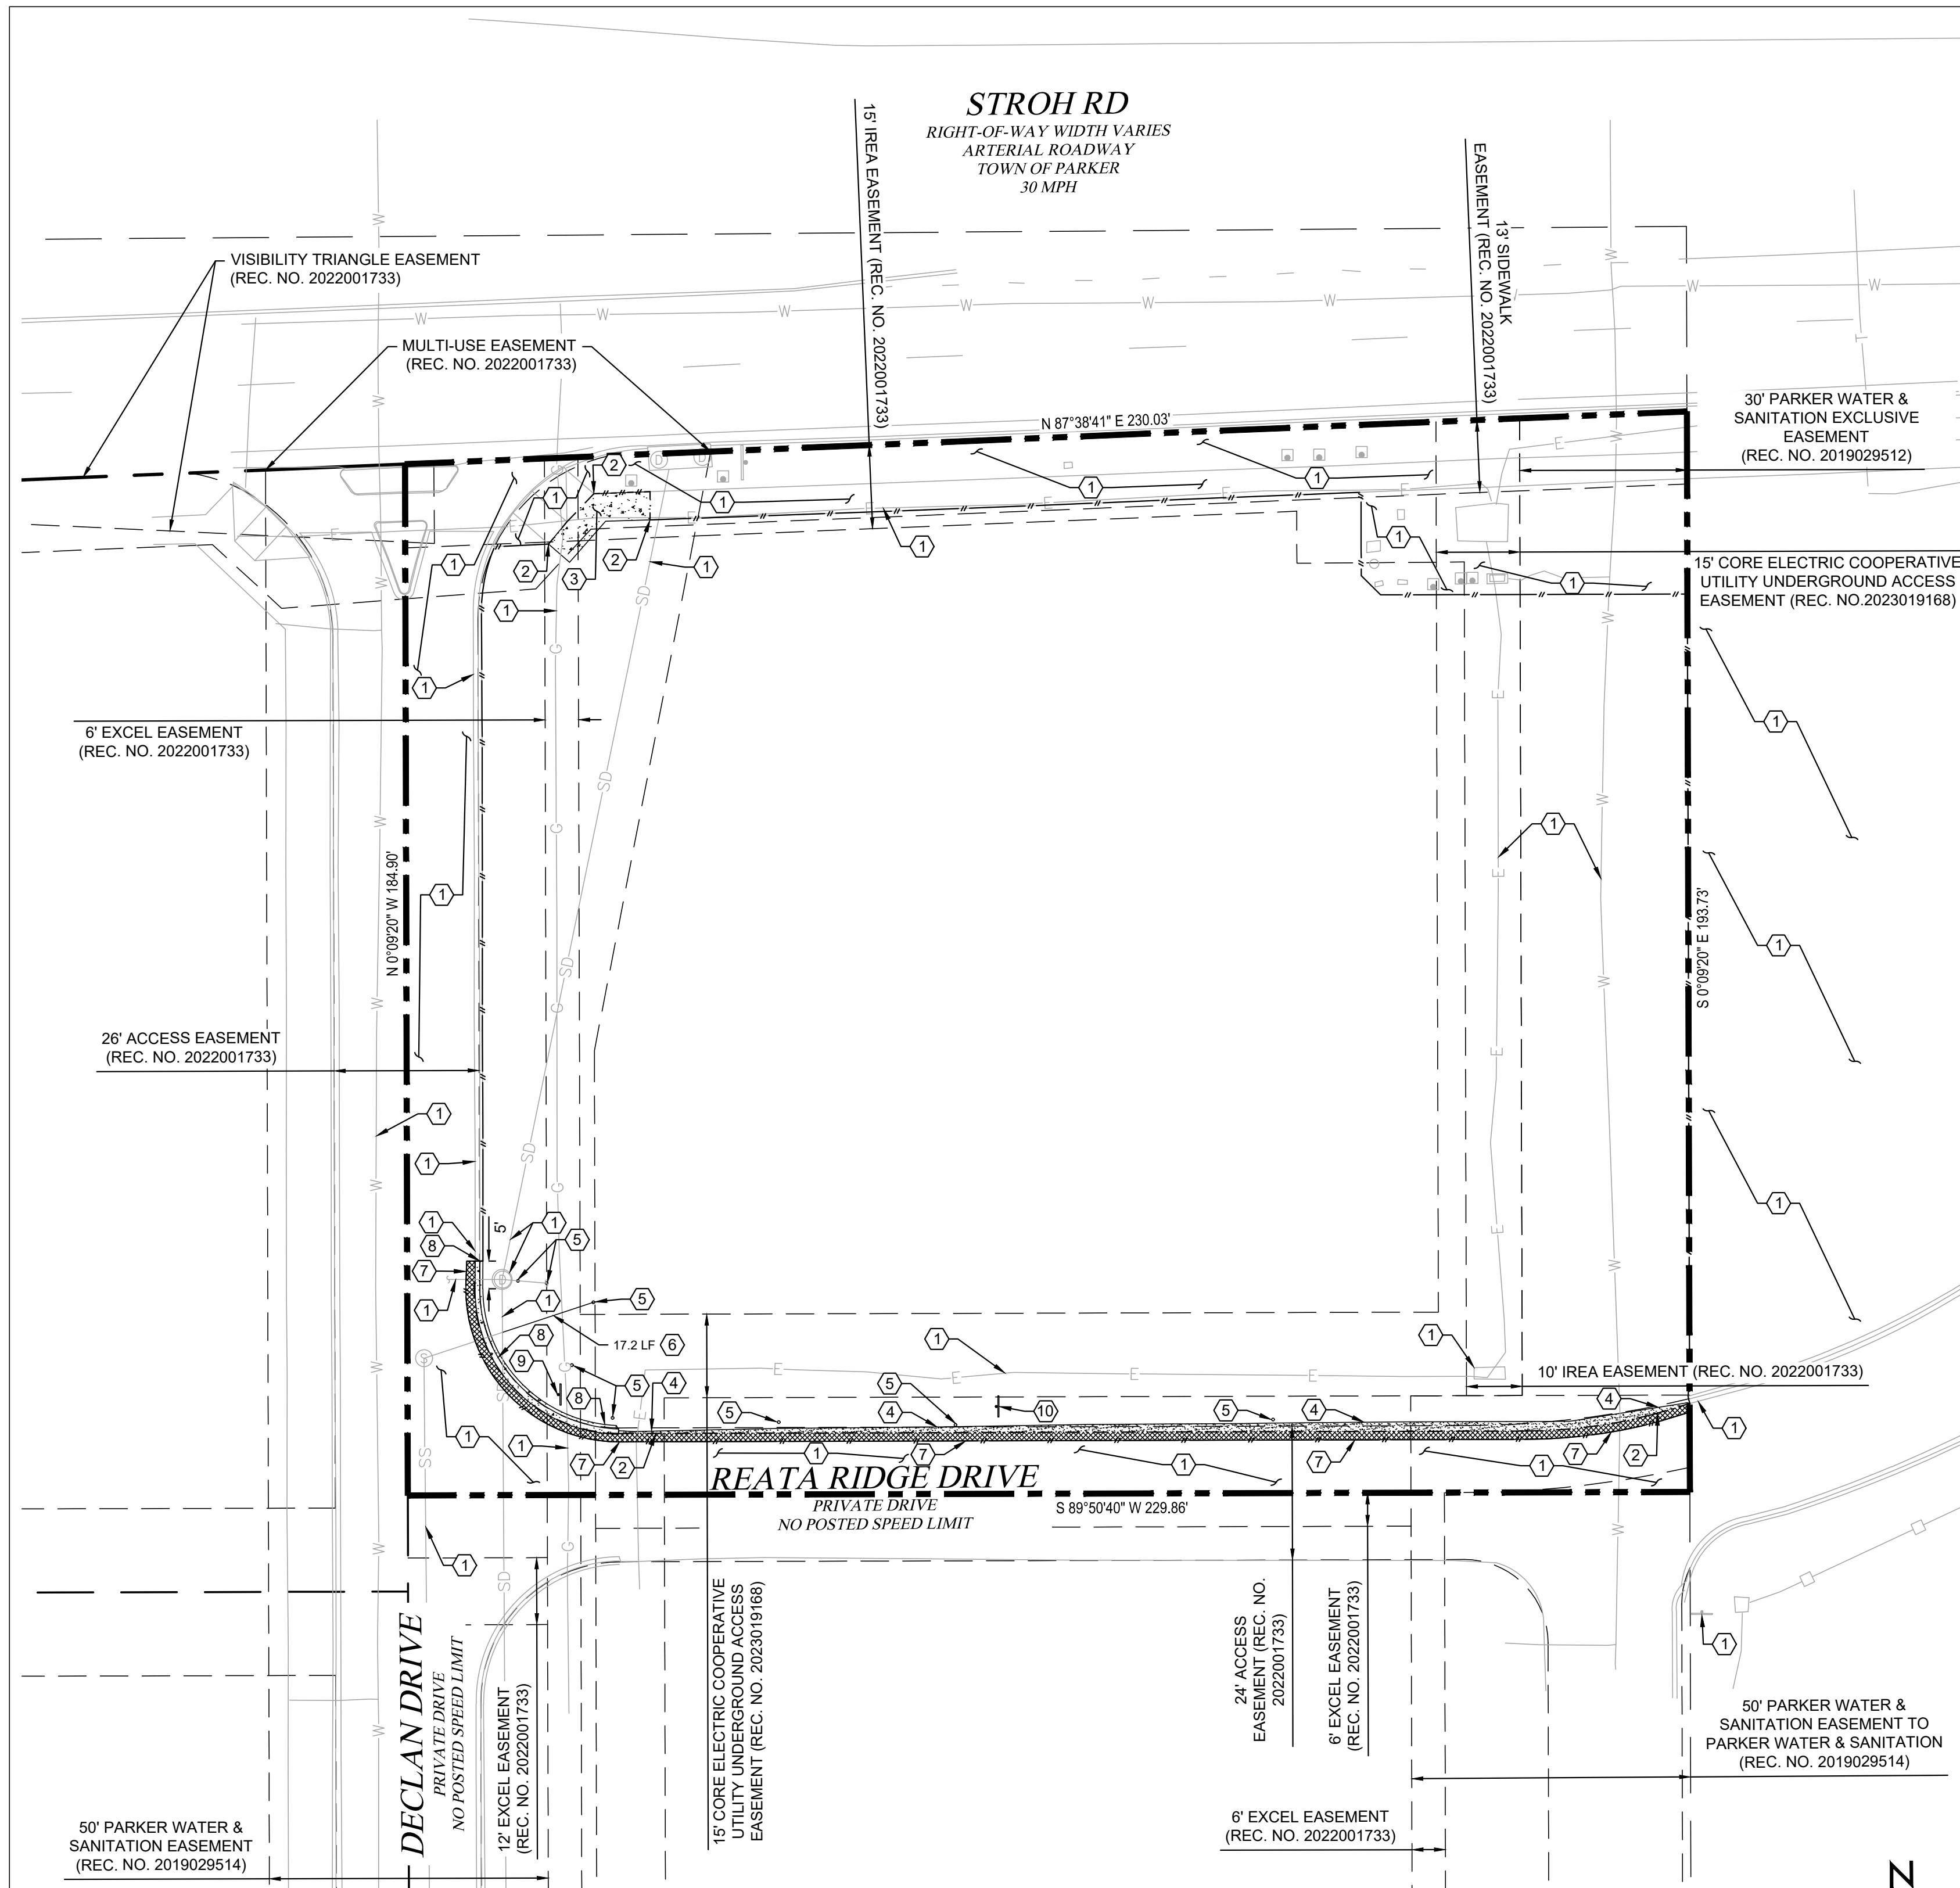 STROH RD
RIGHT-OF-WAY WIDTH VARIES
ARTERIAL ROADWAY
TOWN OF PARKER
30 MPH
15' IREA EASEMENT (REC. NO. 2022001733)
13' SIDEWALK
EASEMENT (REC. NO. 2022001733)
VISIBILITY TRIANGLE EASEMENT
(REC. NO. 2022001733)
MULTI-USE EASEMENT
(REC. NO. 2022001733)
N 87°38'41" E 230.03'
30' PARKER WATER &
SANITATION EXCLUSIVE
EASEMENT
(REC. NO. 2019029512)
15' CORE ELECTRIC COOPERATIVE
UTILITY UNDERGROUND ACCESS
EASEMENT (REC. NO.2023019168)
6' EXCEL EASEMENT
(REC. NO. 2022001733)
N 0°09'20" W 184.90'
S 0°09'20" E 193.73'
26' ACCESS EASEMENT
(REC. NO. 2022001733)
5'
17.2 LF 6
10' IREA EASEMENT (REC. NO. 2022001733)
REATA RIDGE DRIVE
PRIVATE DRIVE
NO POSTED SPEED LIMIT
S 89°50'40" W 229.86'
DECLAN DRIVE
PRIVATE DRIVE
NO POSTED SPEED LIMIT
12' EXCEL EASEMENT
(REC. NO. 2022001733)
15' CORE ELECTRIC COOPERATIVE
UTILITY UNDERGROUND ACCESS
EASEMENT (REC. NO. 2023019168)
24' ACCESS
EASEMENT (REC. NO.
2022001733)
6' EXCEL EASEMENT
(REC. NO. 2022001733)
50' PARKER WATER &
SANITATION EASEMENT TO
PARKER WATER & SANITATION
(REC. NO. 2019029514)
50' PARKER WATER &
SANITATION EASEMENT
(REC. NO. 2019029514)
6' EXCEL EASEMENT
(REC. NO. 2022001733)
N